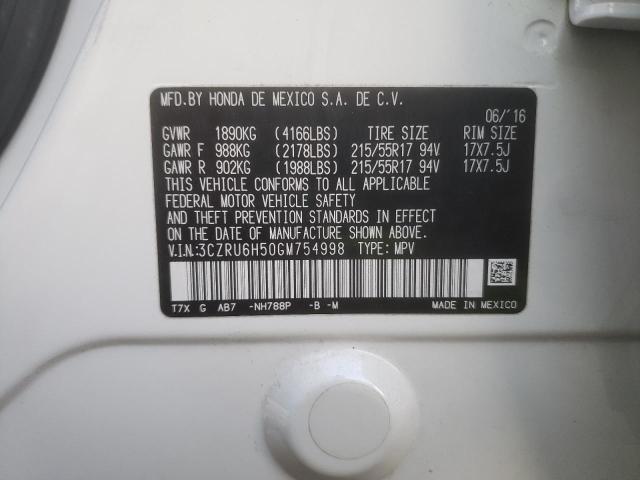 MFD.BY HONDA DE MEXICO S.A. DE C.V.
06/'16
GVWR 1890KG (4166LBS) TIRE SIZE RIM SIZE
GAWR F 988KG (2178LBS) 215/55R17 94V 17X7.5J
GAWR R 902KG (1988LBS) 215/55R17 94V 17X7.5J
THIS VEHICLE CONFORMS TO ALL APPLICABLE
FEDERAL MOTOR VEHICLE SAFETY
AND THEFT PREVENTION STANDARDS IN EFFECT
ON THE DATE OF MANUFACTURE SHOWN ABOVE.
V.I.N.:3CZRU6H50GM754998 TYPE: MPV
T7X G AB7 -NH788P -B -M MADE IN MEXICO